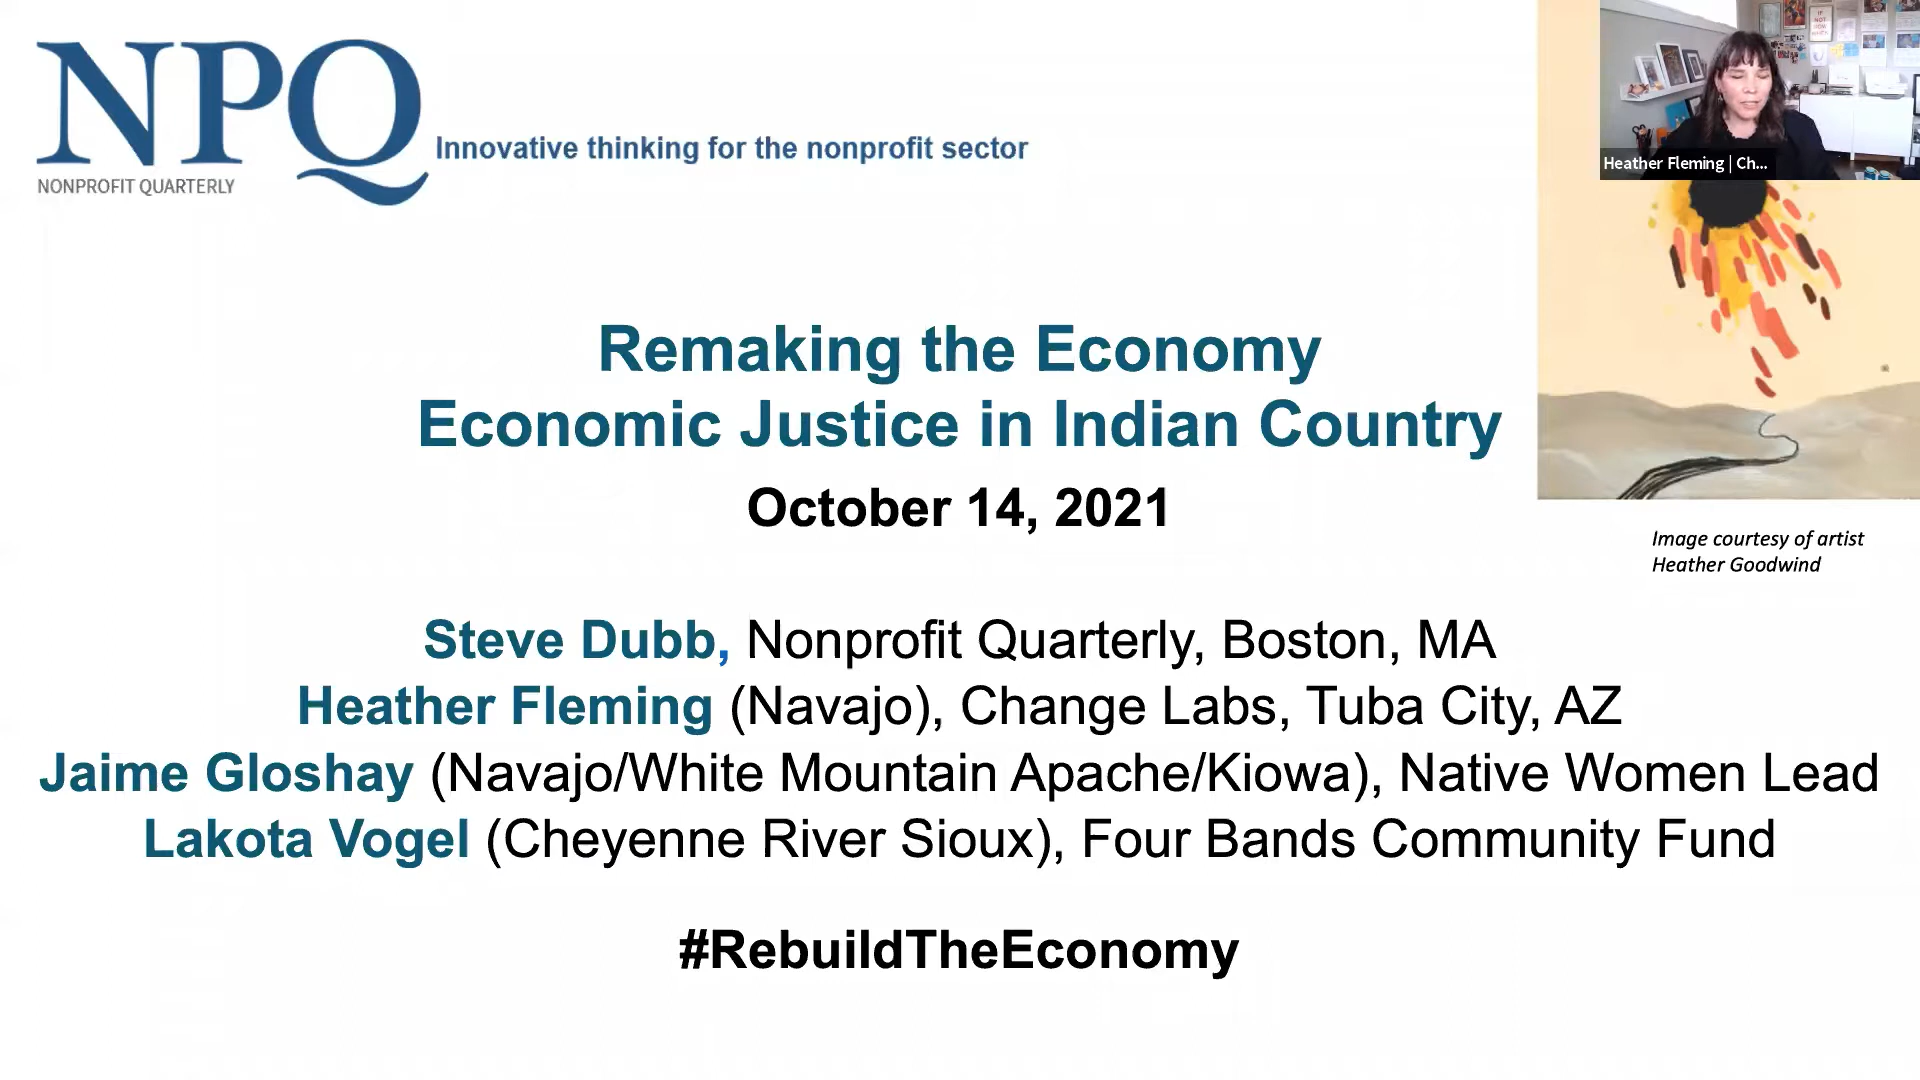 NPQ
NONPROFIT QUARTERLY
Innovative thinking for the nonprofit sector
Heather Fleming | Ch...
Remaking the Economy
Economic Justice in Indian Country
October 14, 2021
Image courtesy of artist
Heather Goodwind
Steve Dubb, Nonprofit Quarterly, Boston, MA
Heather Fleming (Navajo), Change Labs, Tuba City, AZ
Jaime Gloshay (Navajo/White Mountain Apache/Kiowa), Native Women Lead
Lakota Vogel (Cheyenne River Sioux), Four Bands Community Fund
#RebuildTheEconomy